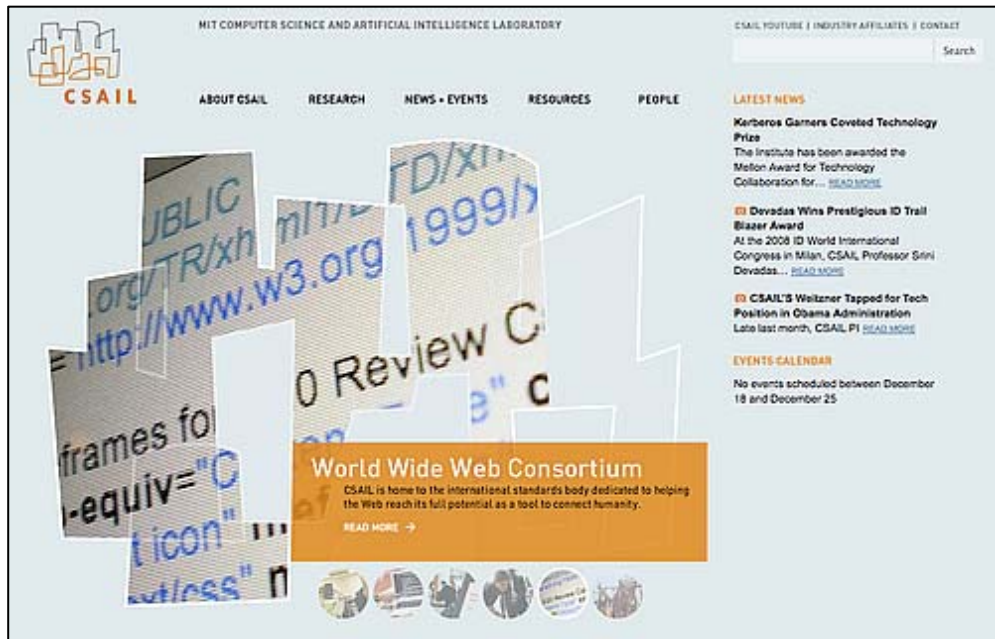 MIT COMPUTER SCIENCE AND ARTIFICIAL INTELLIGENCE LABORATORY
CSAIL YOUTUBE | INDUSTRY AFFILIATES | CONTACT
Search
CSAIL
ABOUT CSAIL
RESEARCH
NEWS + EVENTS
RESOURCES
PEOPLE
LATEST NEWS
Kerberos Garners Coveted Technology
Prize
The Institute has been awarded the
Mellon Award for Technology
Collaboration for... READ MORE
Devadas Wins Prestigious ID Trail
Blazer Award
At the 2008 ID World International
Congress in Milan, CSAIL Professor Srini
Devadas... READ MORE
CSAIL'S Weitzner Tapped for Tech
Position in Obama Administration
Late last month, CSAIL PI READ MORE
EVENTS CALENDAR
No events scheduled between December
18 and December 25
UBLIC
TD/xh
.org/TR/xhtml1/D
= http://www.w3.org
1999/x
0 Review C
frames fo
-equiv="C
e" c
t icon"
ext/css"
World Wide Web Consortium
CSAIL is home to the international standards body dedicated to helping
the Web reach its full potential as a tool to connect humanity.
READ MORE →